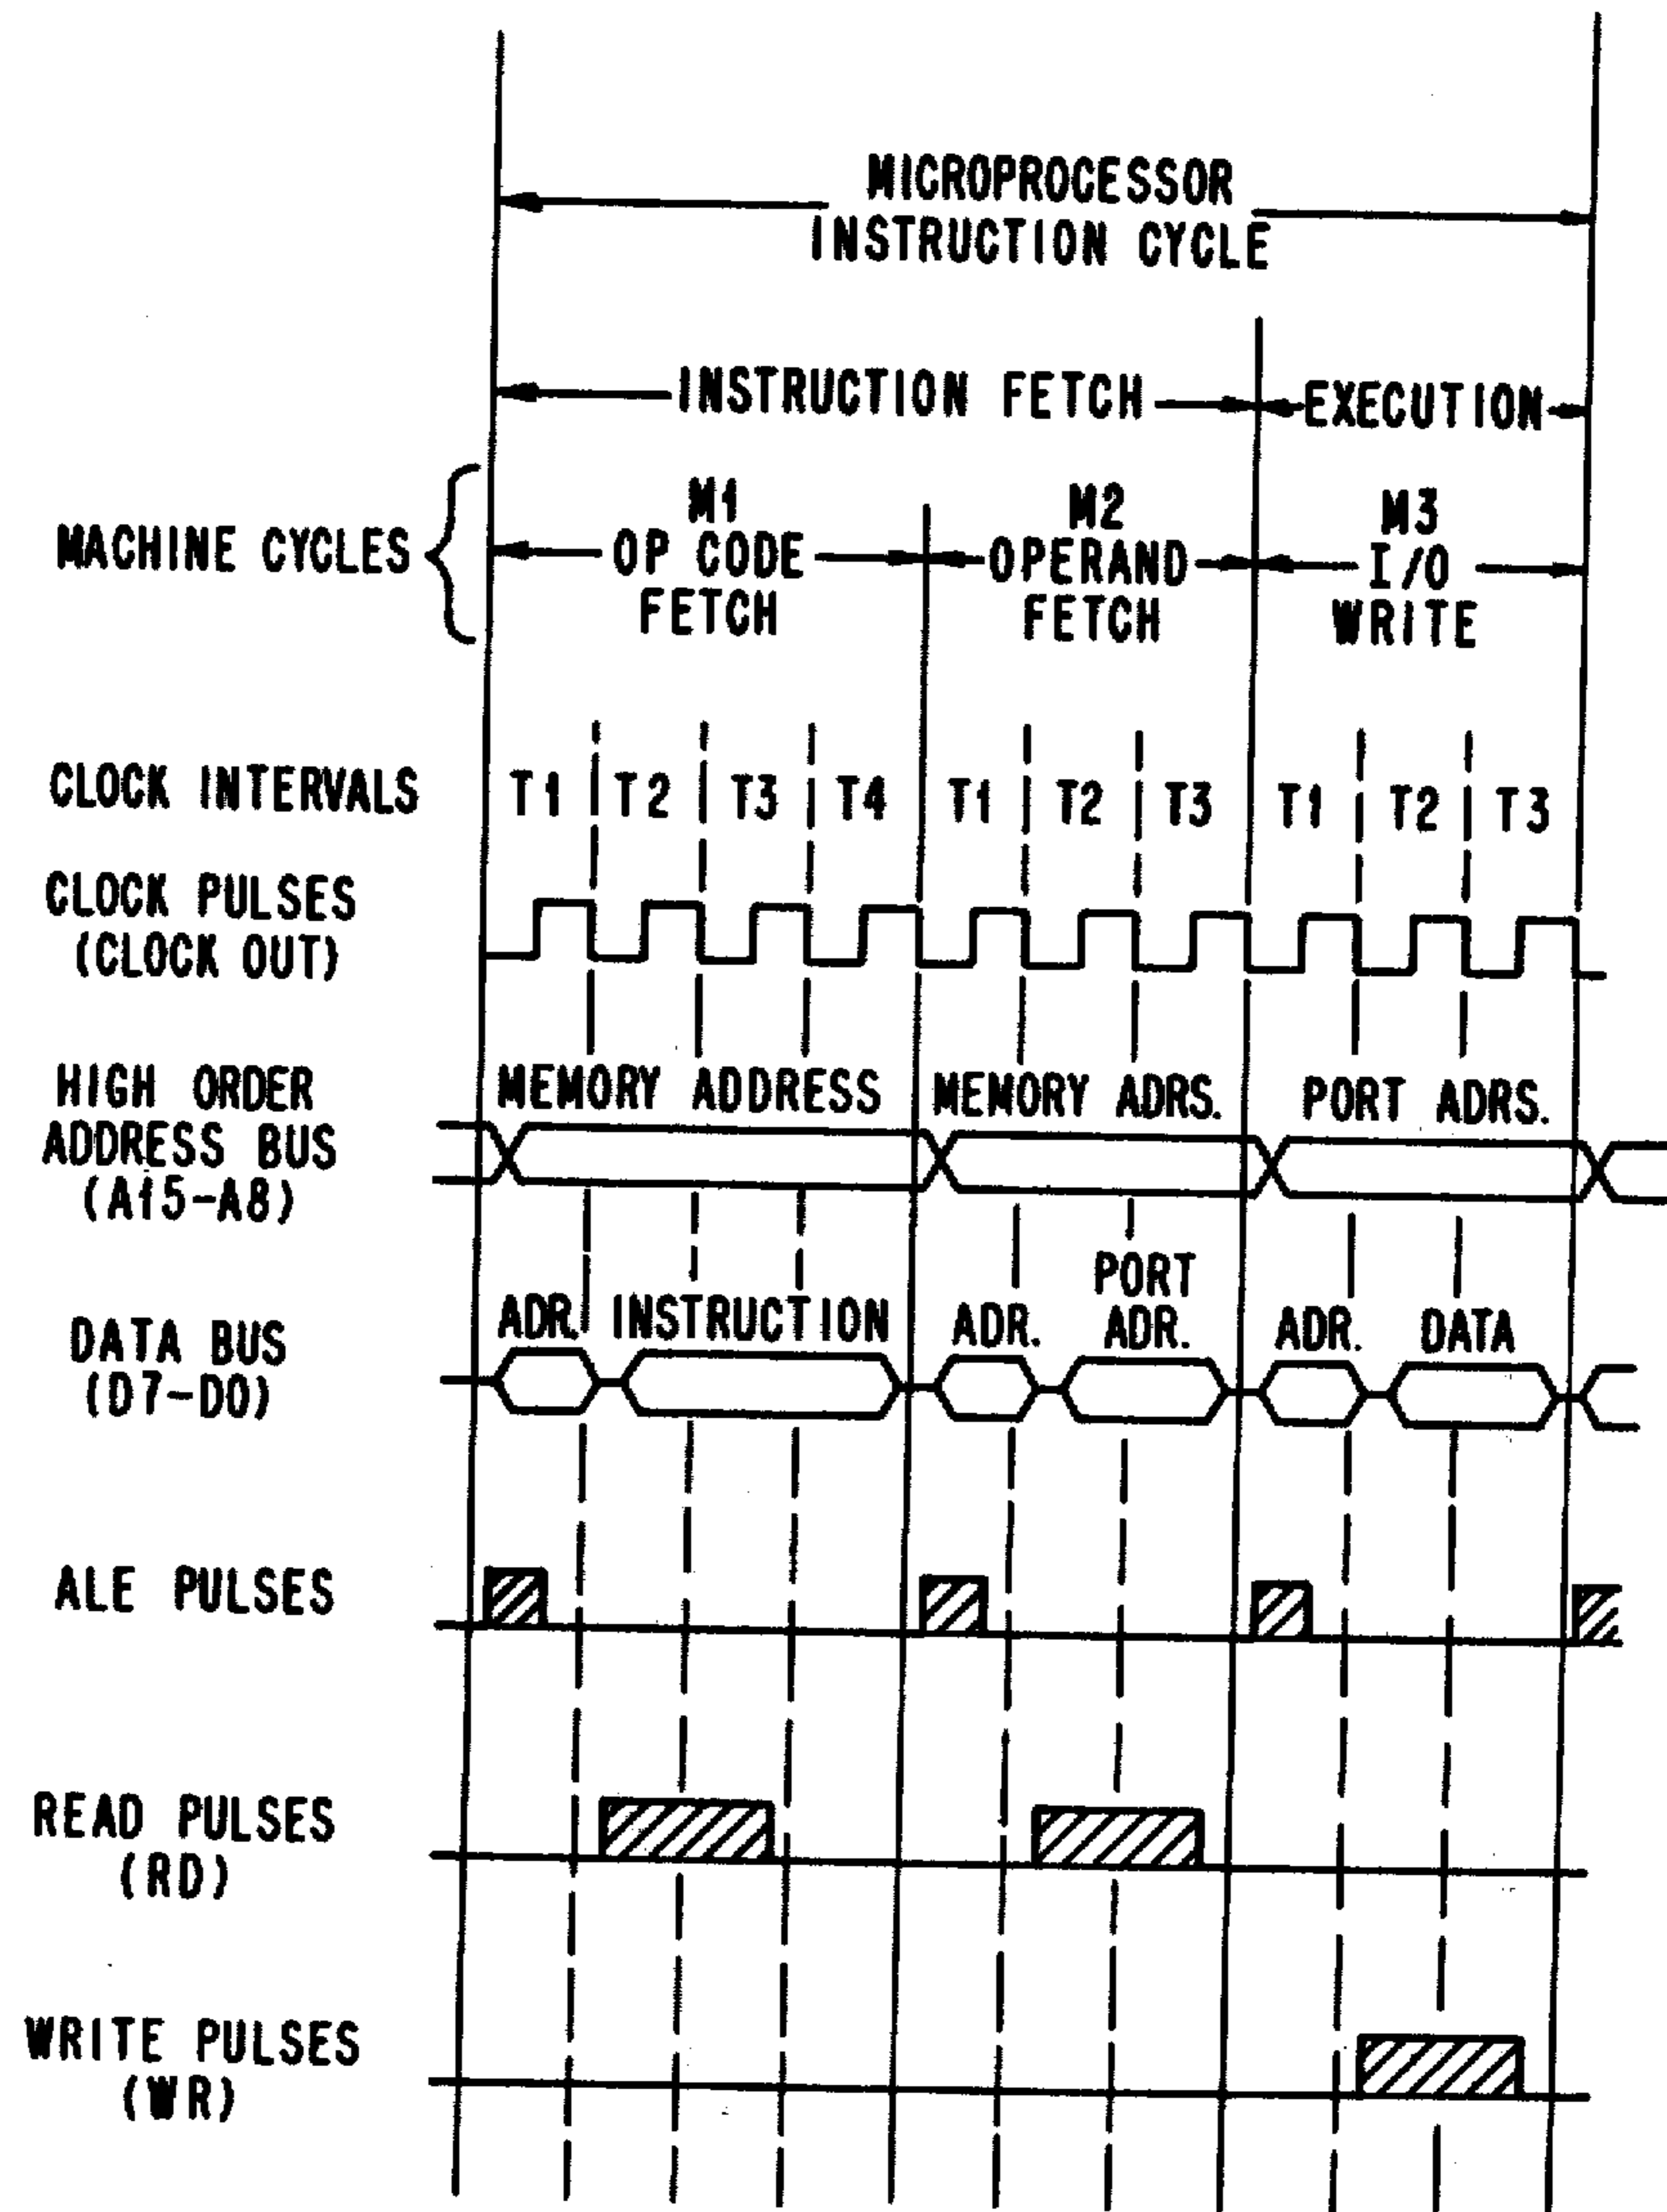 MICROPROCESSOR
INSTRUCTION CYCLE
INSTRUCTION FETCH EXECUTION
MACHINE CYCLES
M1
OP CODE
FETCH
M2
OPERAND
FETCH
M3
I/O
WRITE
CLOCK INTERVALS T1 T2 T3 T4 T1 T2 T3 T1 T2 T3
CLOCK PULSES
(CLOCK OUT)
HIGH ORDER
ADDRESS BUS
(A15-A8)
MEMORY ADDRESS MEMORY ADRS. PORT ADRS.
DATA BUS
(D7-D0)
ADR. INSTRUCTION ADR. PORT
ADR. ADR. DATA
ALE PULSES
READ PULSES
(RD)
WRITE PULSES
(WR)